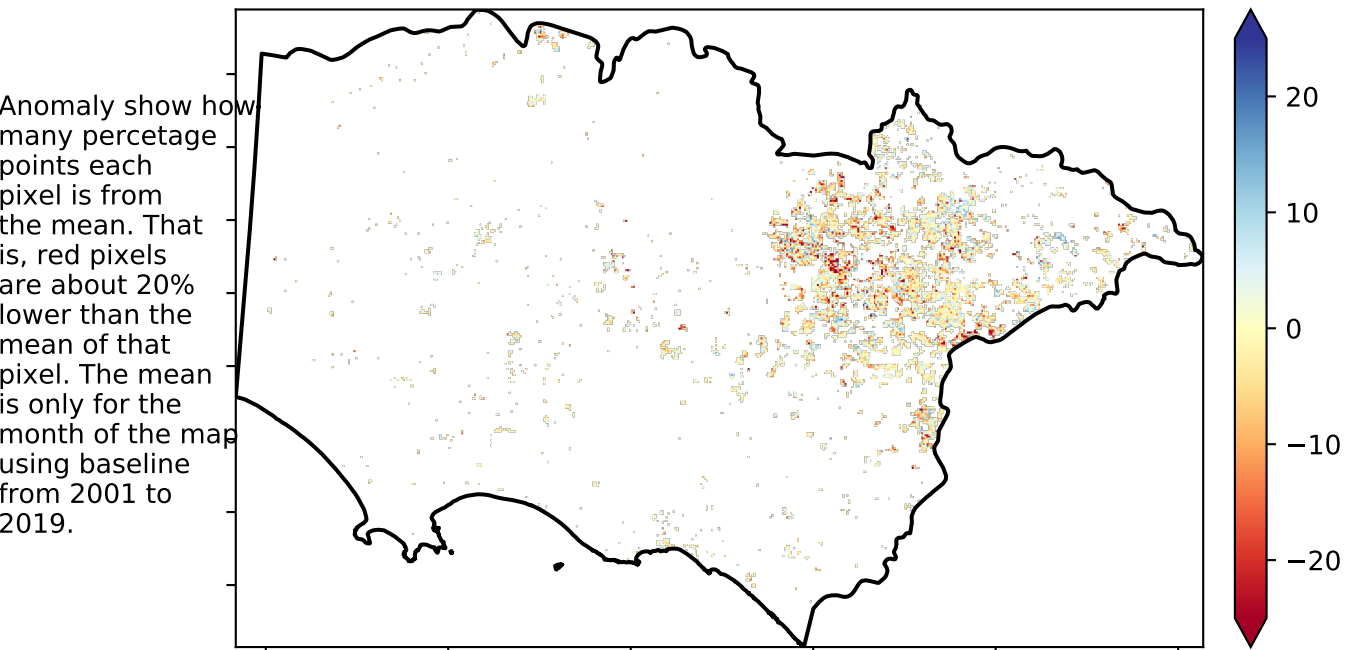 Anomaly show how
many percetage
points each
pixel is from
the mean. That
is, red pixels
are about 20%
lower than the
mean of that
pixel. The mean
is only for the
month of the map
using baseline
from 2001 to
2019.
20
10
0
−10
−20